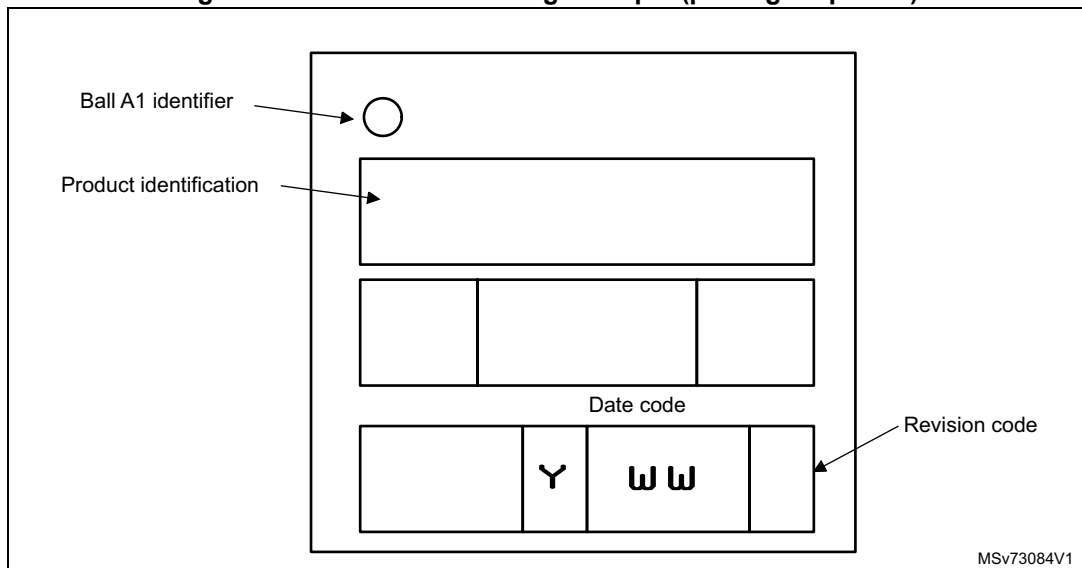 Ball A1 identifier
Product identification
Date code
Revision code
Y WW
MSv73084V1